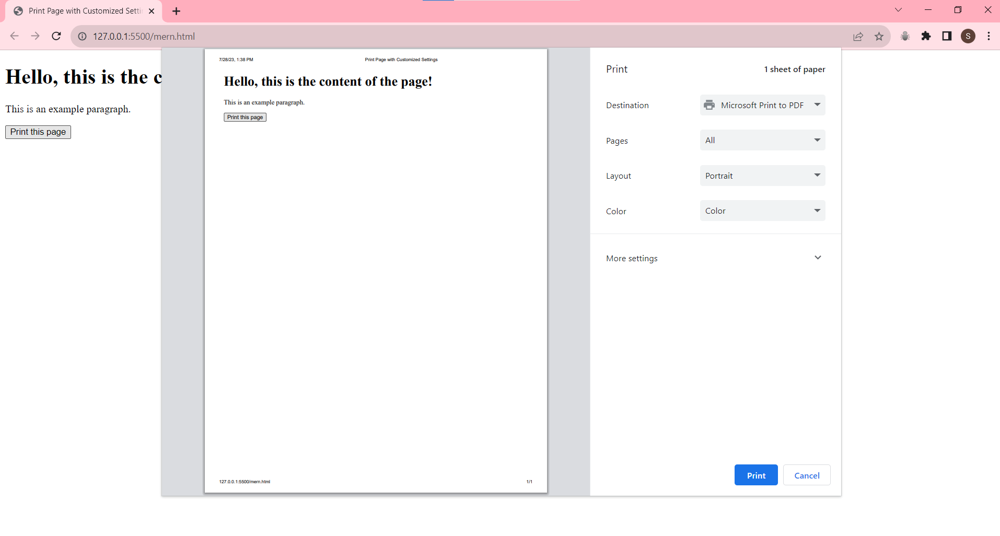 Print Page with Customized Setti
127.0.0.1:5500/mern.html
S
Hello, this is the c
This is an example paragraph.
Print this page
7/28/23, 1:38 PM
Print Page with Customized Settings
Hello, this is the content of the page!
This is an example paragraph.
Print this page
127.0.0.1:5500/mern.html
1/1
Print
1 sheet of paper
Destination
Microsoft Print to PDF
Pages
All
Layout
Portrait
Color
Color
More settings
Print
Cancel